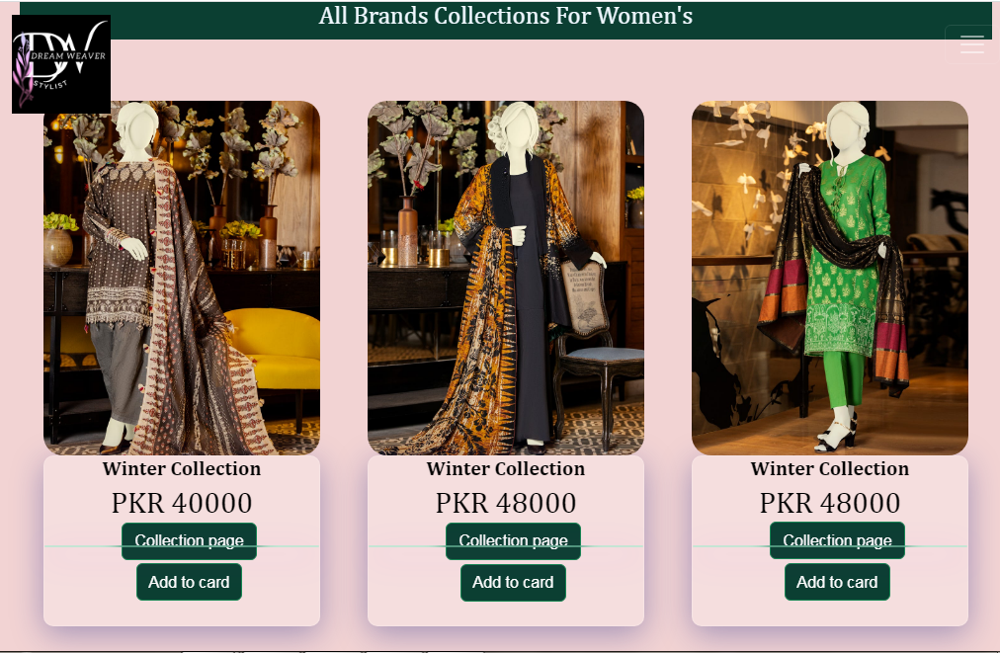 All Brands Collections For Women's
DW
DREAM WEAVER
STYLIST
Winter Collection
PKR 40000
Collection page
Add to card
Winter Collection
PKR 48000
Collection page
Add to card
Winter Collection
PKR 48000
Collection page
Add to card